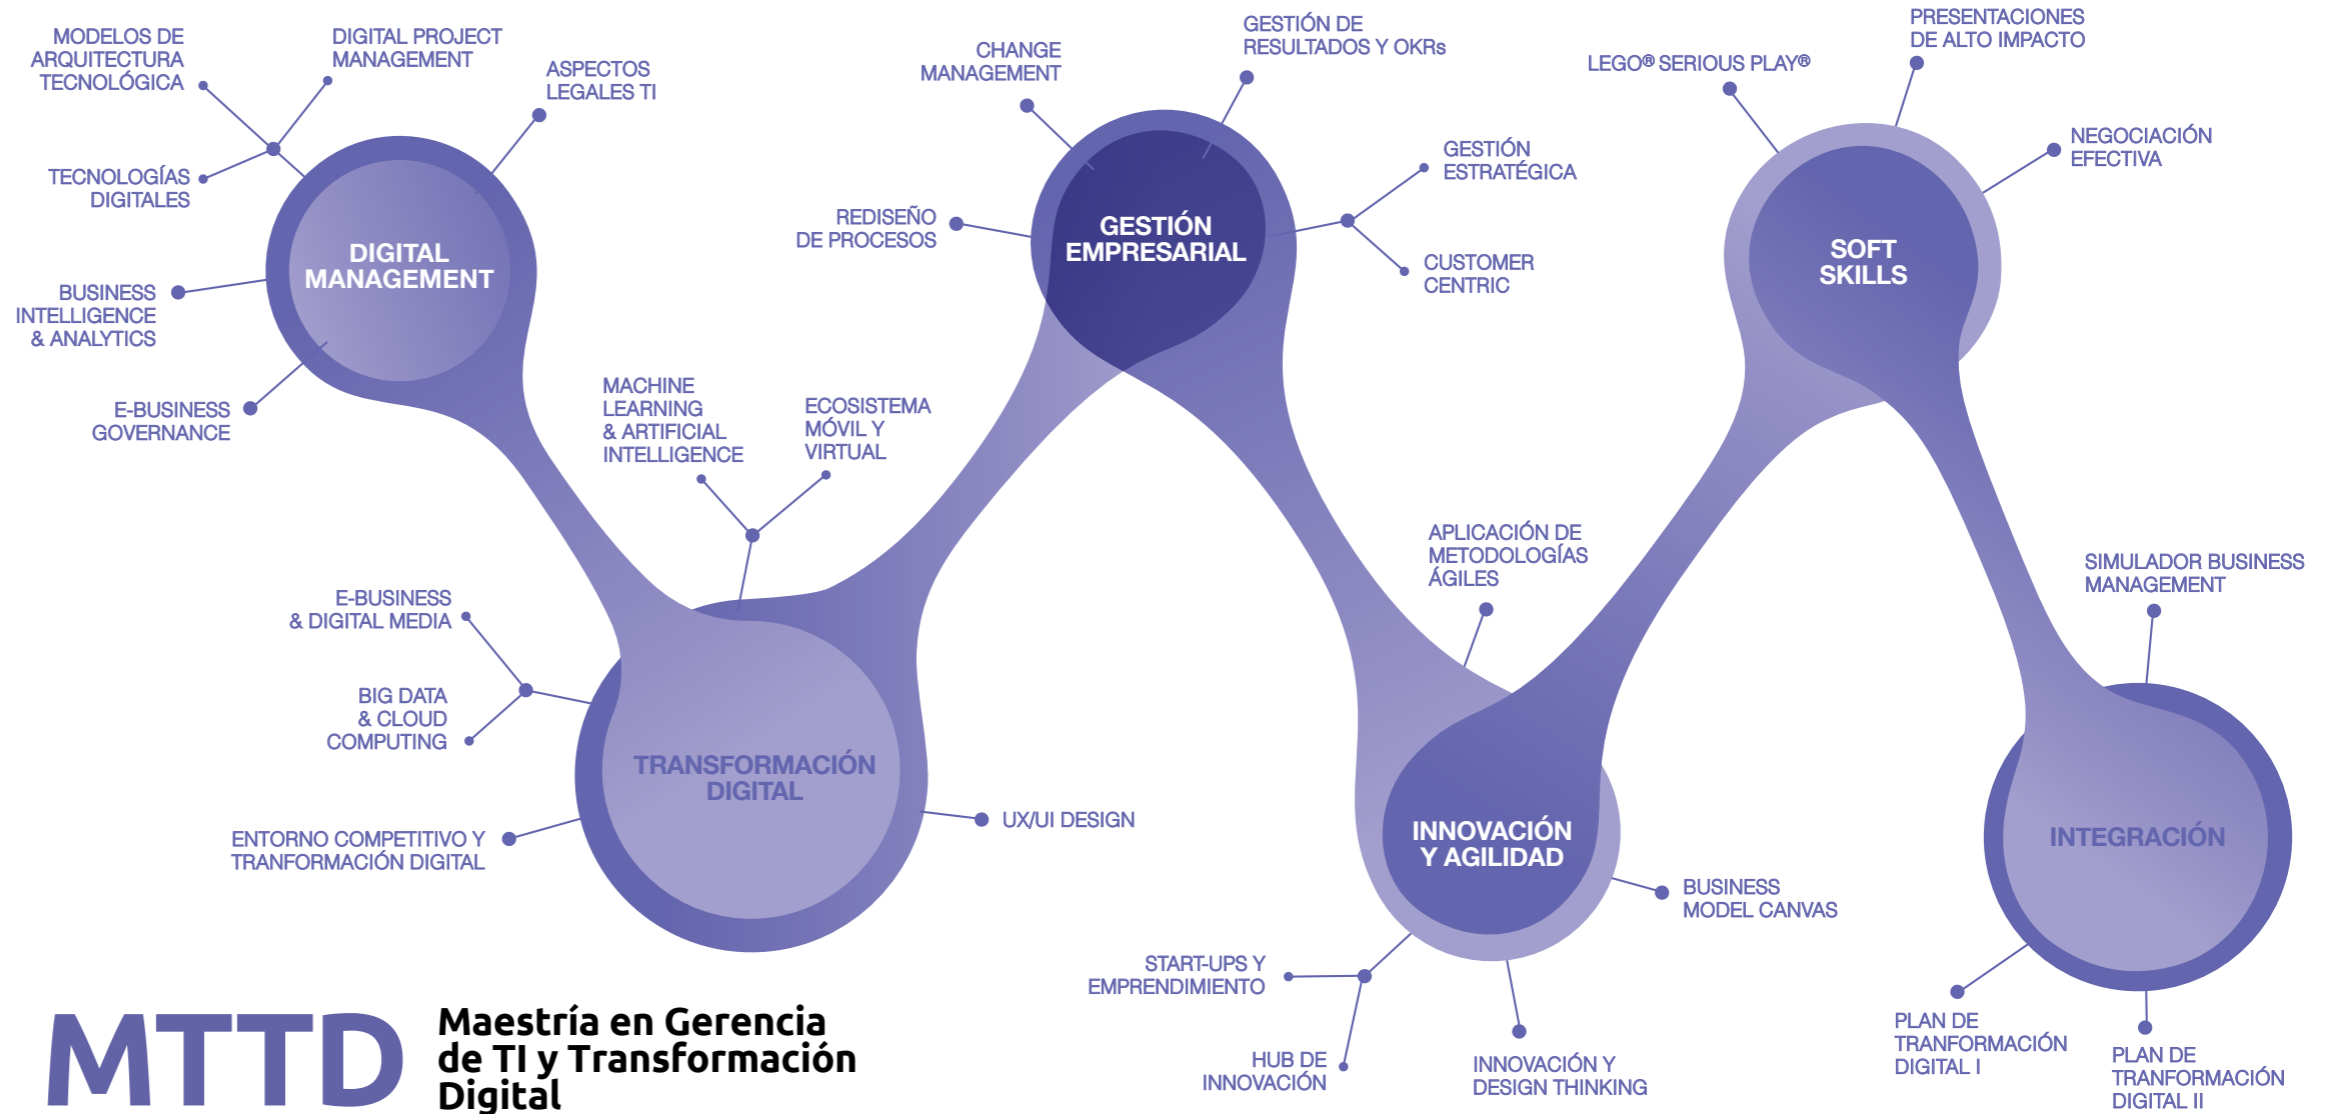 MODELOS DE
ARQUITECTURA
TECNOLÓGICA
DIGITAL PROJECT
MANAGEMENT
ASPECTOS
LEGALES TI
TECNOLOGÍAS
DIGITALES
BUSINESS
INTELLIGENCE
& ANALYTICS
E-BUSINESS
GOVERNANCE
DIGITAL
MANAGEMENT
MACHINE
LEARNING
& ARTIFICIAL
INTELLIGENCE
ECOSISTEMA
MÓVIL Y
VIRTUAL
E-BUSINESS
& DIGITAL MEDIA
BIG DATA
& CLOUD
COMPUTING
ENTORNO COMPETITIVO Y
TRANFORMACIÓN DIGITAL
TRANSFORMACIÓN
DIGITAL
UX/UI DESIGN
CHANGE
MANAGEMENT
GESTIÓN DE
RESULTADOS Y OKRs
REDISEÑO
DE PROCESOS
GESTIÓN
EMPRESARIAL
GESTIÓN
ESTRATÉGICA
CUSTOMER
CENTRIC
APLICACIÓN DE
METODOLOGÍAS
ÁGILES
INNOVACIÓN
Y AGILIDAD
BUSINESS
MODEL CANVAS
START-UPS Y
EMPRENDIMIENTO
HUB DE
INNOVACIÓN
INNOVACIÓN Y
DESIGN THINKING
LEGO® SERIOUS PLAY®
PRESENTACIONES
DE ALTO IMPACTO
NEGOCIACIÓN
EFECTIVA
SOFT
SKILLS
SIMULADOR BUSINESS
MANAGEMENT
INTEGRACIÓN
PLAN DE
TRANFORMACIÓN
DIGITAL I
PLAN DE
TRANFORMACIÓN
DIGITAL II
MTTD
Maestría en Gerencia
de TI y Transformación
Digital